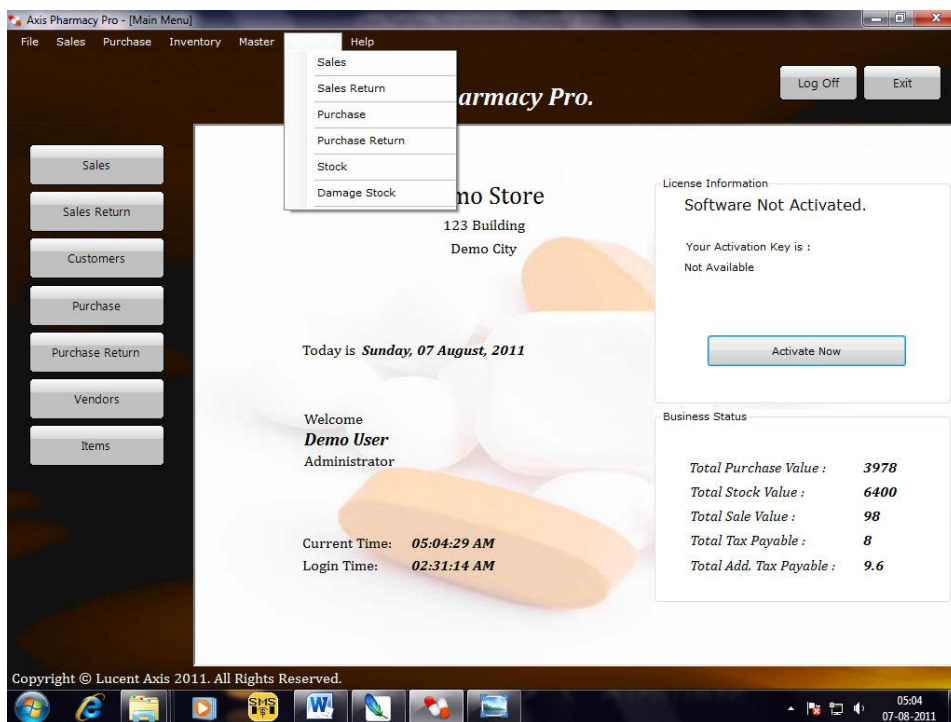 Axis Pharmacy Pro - [Main Menu]
File Sales Purchase Inventory Master Help
Sales
Sales Return
Purchase
Purchase Return
Stock
Damage Stock
armacy Pro.
Log Off
Exit
Sales
Sales Return
Customers
Purchase
Purchase Return
Vendors
Items
mo Store
123 Building
Demo City
Today is Sunday, 07 August, 2011
Welcome
Demo User
Administrator
Current Time: 05:04:29 AM
Login Time: 02:31:14 AM
License Information
Software Not Activated.
Your Activation Key is :
Not Available
Activate Now
Business Status
Total Purchase Value : 3978
Total Stock Value : 6400
Total Sale Value : 98
Total Tax Payable : 8
Total Add. Tax Payable : 9.6
Copyright © Lucent Axis 2011. All Rights Reserved.
SMS
W
05:04
07-08-2011